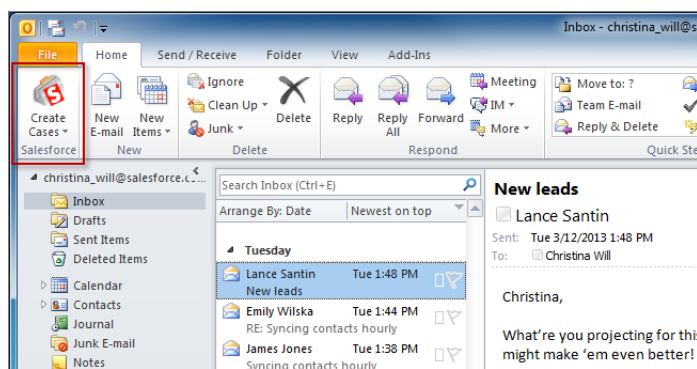 Inbox - christina_will@s
File Home Send / Receive Folder View Add-Ins
Create Cases
New E-mail
New Items
Ignore
Clean Up
Junk
Delete
Reply
Reply All
Forward
Meeting
IM
More
Move to: ?
Team E-mail
Reply & Delete
Salesforce New Delete Respond Quick Ste
christina_will@salesforce.c...
Inbox
Drafts
Sent Items
Deleted Items
Calendar
Contacts
Journal
Junk E-mail
Notes
Search Inbox (Ctrl+E)
Arrange By: Date Newest on top
Tuesday
Lance Santin Tue 1:48 PM
New leads
Emily Wilska Tue 1:44 PM
RE: Syncing contacts hourly
James Jones Tue 1:38 PM
Syncing contacts hourly
New leads
Lance Santin
Sent: Tue 3/12/2013 1:48 PM
To: Christina Will
Christina,
What're you projecting for this
might make 'em even better!